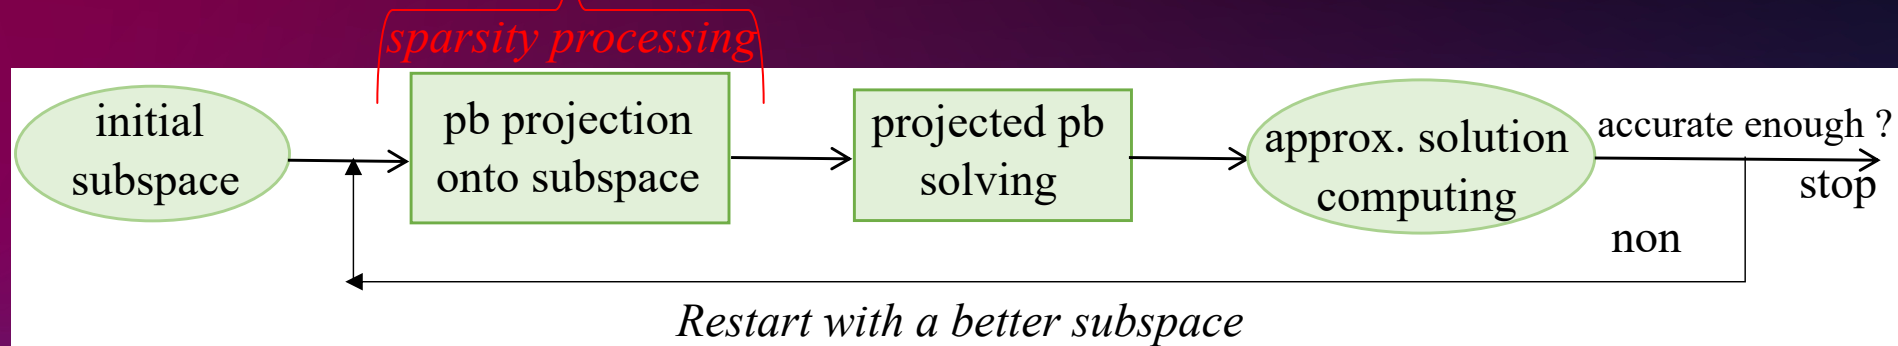 sparsity processing
initial
subspace
pb projection
onto subspace
projected pb
solving
approx. solution
computing
accurate enough ?
stop
non
Restart with a better subspace